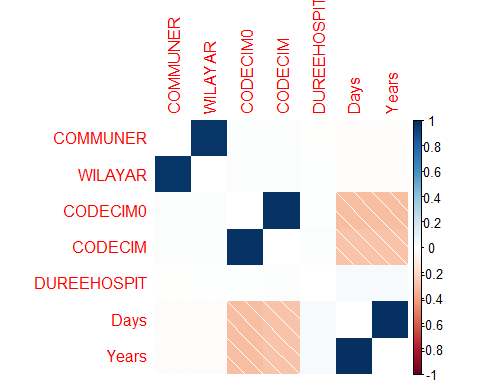 COMMUNER
WILAYAR
CODECIM0
CODECIM
DUREEHOSPIT
Days
Years
COMMUNER
WILAYAR
CODECIM0
CODECIM
DUREEHOSPIT
Days
Years
1
0.8
0.6
0.4
0.2
0
-0.2
-0.4
-0.6
-0.8
-1